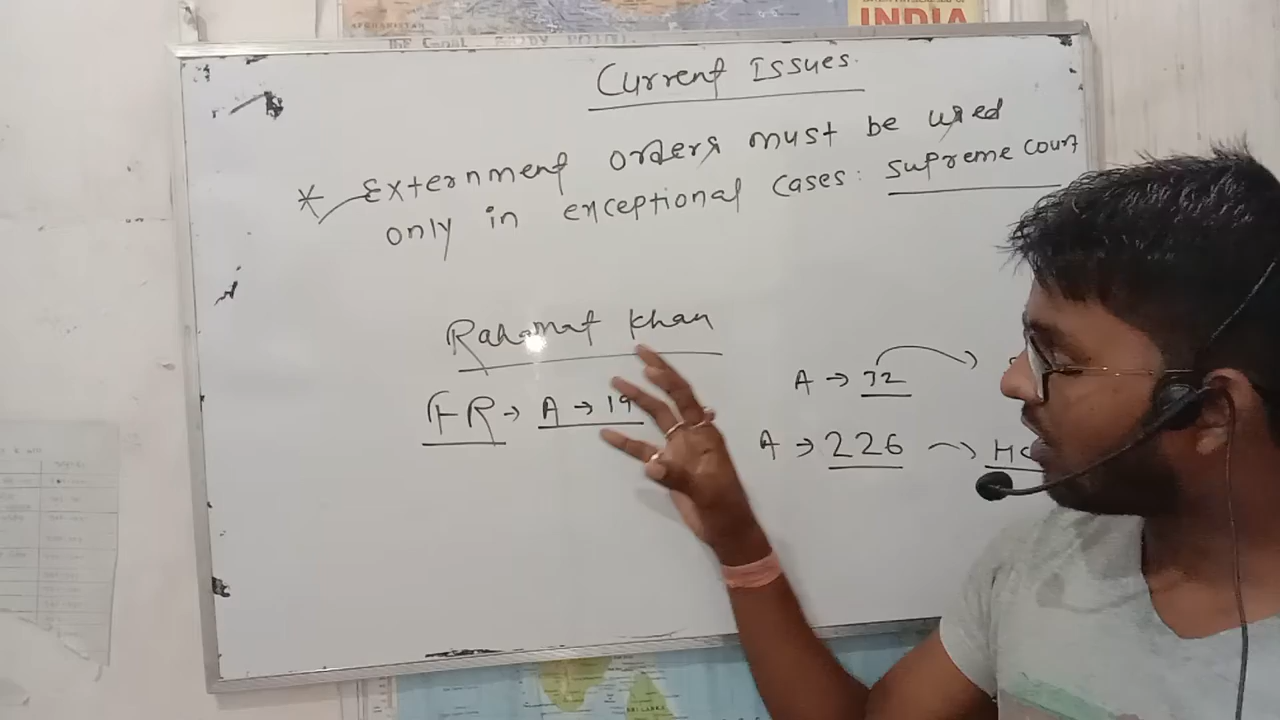 AFGHANISTAN
INDIA
Current Issues.
* Externment orders must be used
only in exceptional cases: supreme court
Rahamat Khan
FR → A → 19
A → 32 →
A → 226 → HC